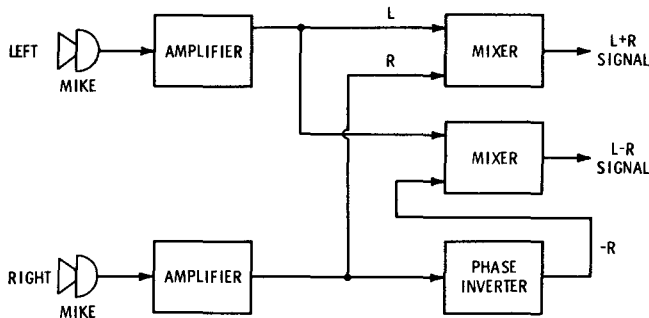 LEFT
MIKE
AMPLIFIER
L
R
MIXER
L+R
SIGNAL
MIXER
L-R
SIGNAL
RIGHT
MIKE
AMPLIFIER
PHASE
INVERTER
-R